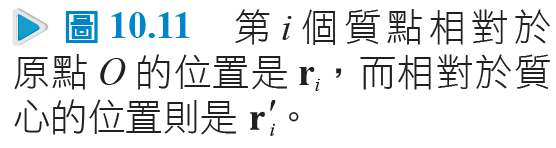 圖 10.11 第 i 個質點相對於
原點 O 的位置是 rᵢ，而相對於質
心的位置則是 r′ᵢ。